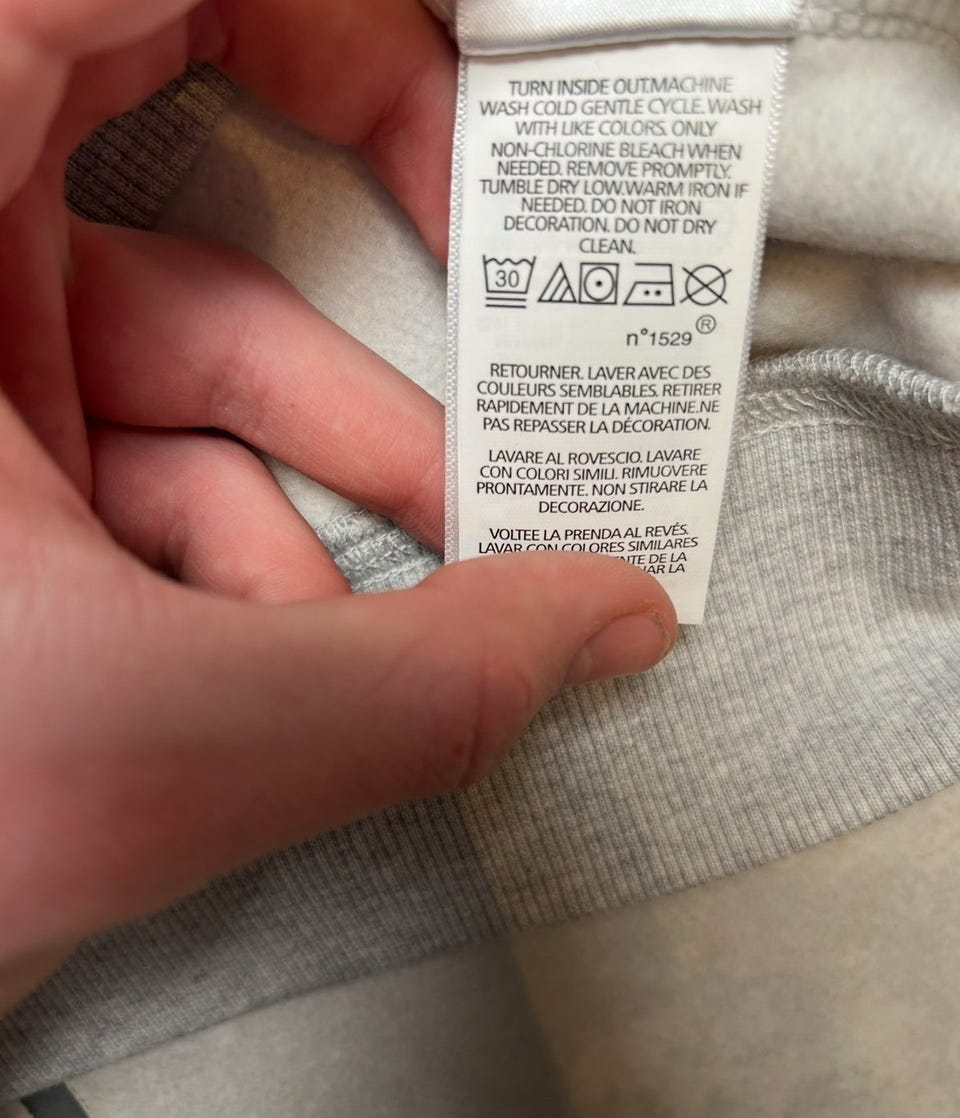 TURN INSIDE OUT.MACHINE
WASH COLD GENTLE CYCLE. WASH
WITH LIKE COLORS. ONLY
NON-CHLORINE BLEACH WHEN
NEEDED. REMOVE PROMPTLY.
TUMBLE DRY LOW.WARM IRON IF
NEEDED. DO NOT IRON
DECORATION. DO NOT DRY
CLEAN.
30
n°1529 ®
RETOURNER. LAVER AVEC DES
COULEURS SEMBLABLES. RETIRER
RAPIDEMENT DE LA MACHINE.NE
PAS REPASSER LA DÉCORATION.
LAVARE AL ROVESCIO. LAVARE
CON COLORI SIMILI. RIMUOVERE
PRONTAMENTE. NON STIRARE LA
DECORAZIONE.
VOLTEE LA PRENDA AL REVÉS.
LAVAR CON COLORES SIMILARES
DE LA
LA